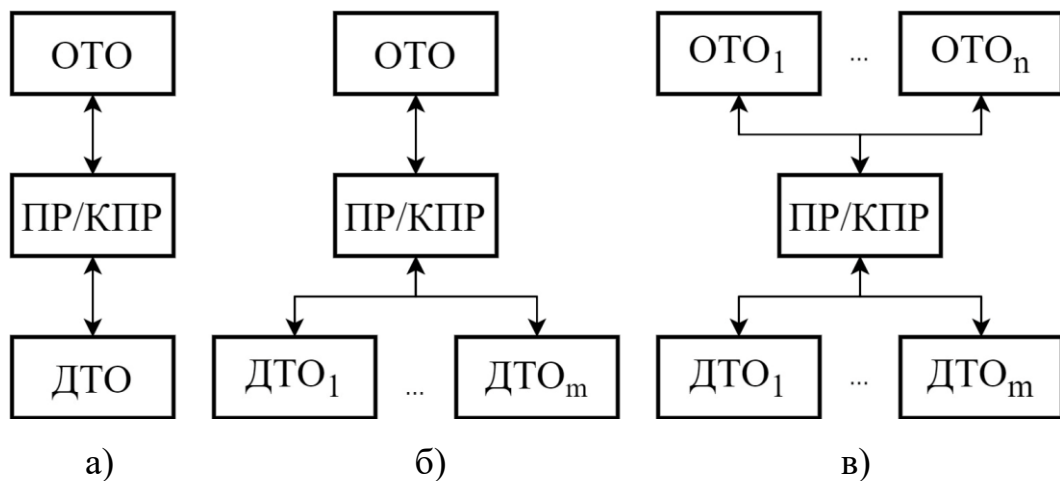 ОТО ОТО ОТО₁ ... ОТОₙ
ПР/КПР ПР/КПР ПР/КПР
ДТО ДТО₁ ... ДТОₘ ДТО₁ ... ДТОₘ
а) б) в)